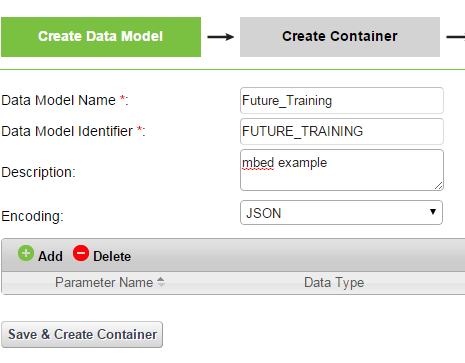 Create Data Model Create Container
Data Model Name *: Future_Training
Data Model Identifier *: FUTURE_TRAINING
Description: mbed example
Encoding: JSON
Add Delete
Parameter Name Data Type
Save & Create Container